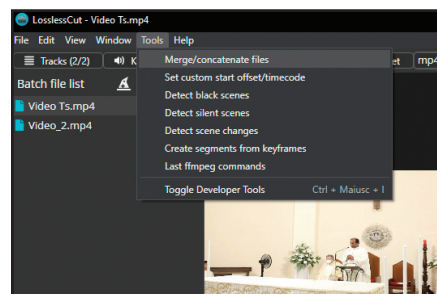 LosslessCut - Video Ts.mp4
File Edit View Window Tools Help
Tracks (2/2) K et mp4
Batch file list
Video Ts.mp4
Video_2.mp4
Merge/concatenate files
Set custom start offset/timecode
Detect black scenes
Detect silent scenes
Detect scene changes
Create segments from keyframes
Last ffmpeg commands
Toggle Developer Tools Ctrl + Maiusc + I